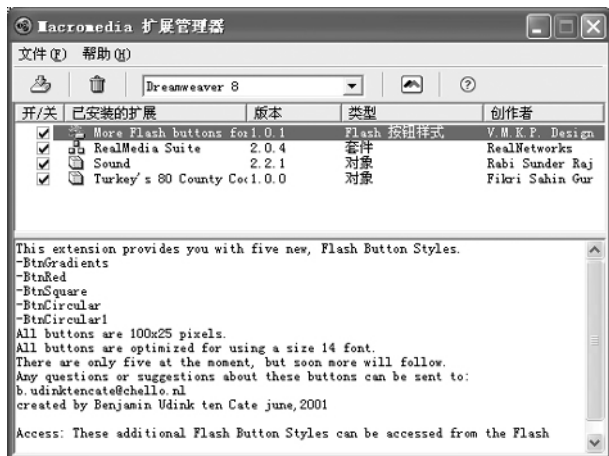 Macromedia 扩展管理器
文件(F) 帮助(H)
Dreamweaver 8
开/关 已安装的扩展 版本 类型 创作者
More Flash buttons for 1.0.1 Flash 按钮样式 V.M.K.P. Design
RealMedia Suite 2.0.4 套件 RealNetworks
Sound 2.2.1 对象 Rabi Sunder Raj
Turkey's 80 County Coc 1.0.0 对象 Fikri Sahin Gur
This extension provides you with five new, Flash Button Styles.
-BtnGradients
-BtnRed
-BtnSquare
-BtnCircular
-BtnCircular1
All buttons are 100x25 pixels.
All buttons are optimized for using a size 14 font.
There are only five at the moment, but soon more will follow.
Any questions or suggestions about these buttons can be sent to:
b.udinktencate@chello.nl
created by Benjamin Udink ten Cate june,2001
Access: These additional Flash Button Styles can be accessed from the Flash